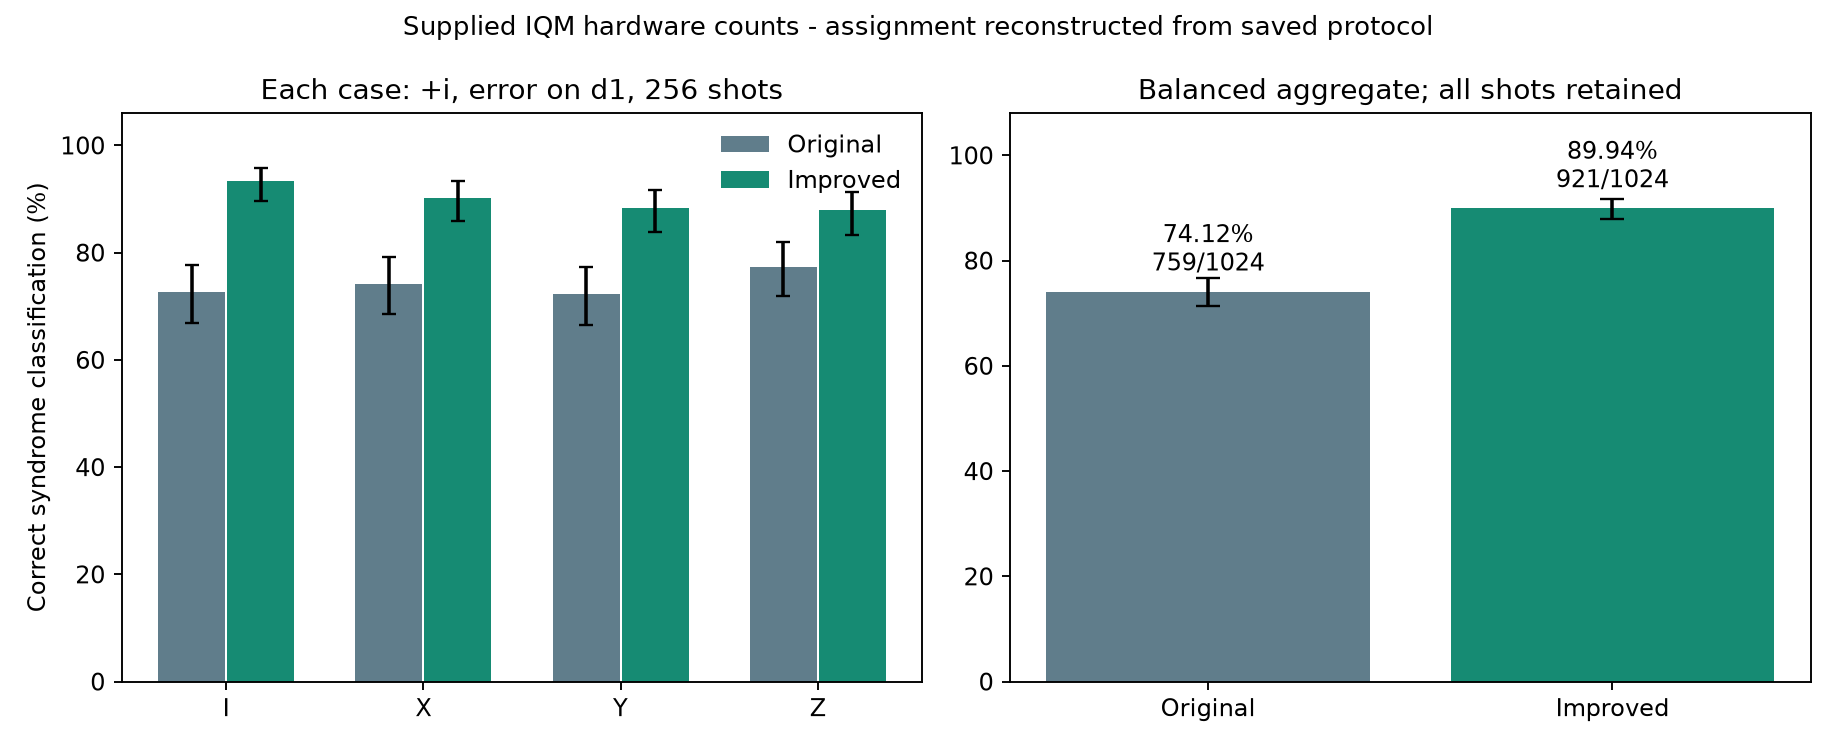 Supplied IQM hardware counts - assignment reconstructed from saved protocol
Each case: +i, error on d1, 256 shots
Correct syndrome classification (%)
100
80
60
40
20
0
Original
Improved
I X Y Z
Balanced aggregate; all shots retained
100
80
60
40
20
0
74.12%
759/1024
89.94%
921/1024
Original Improved